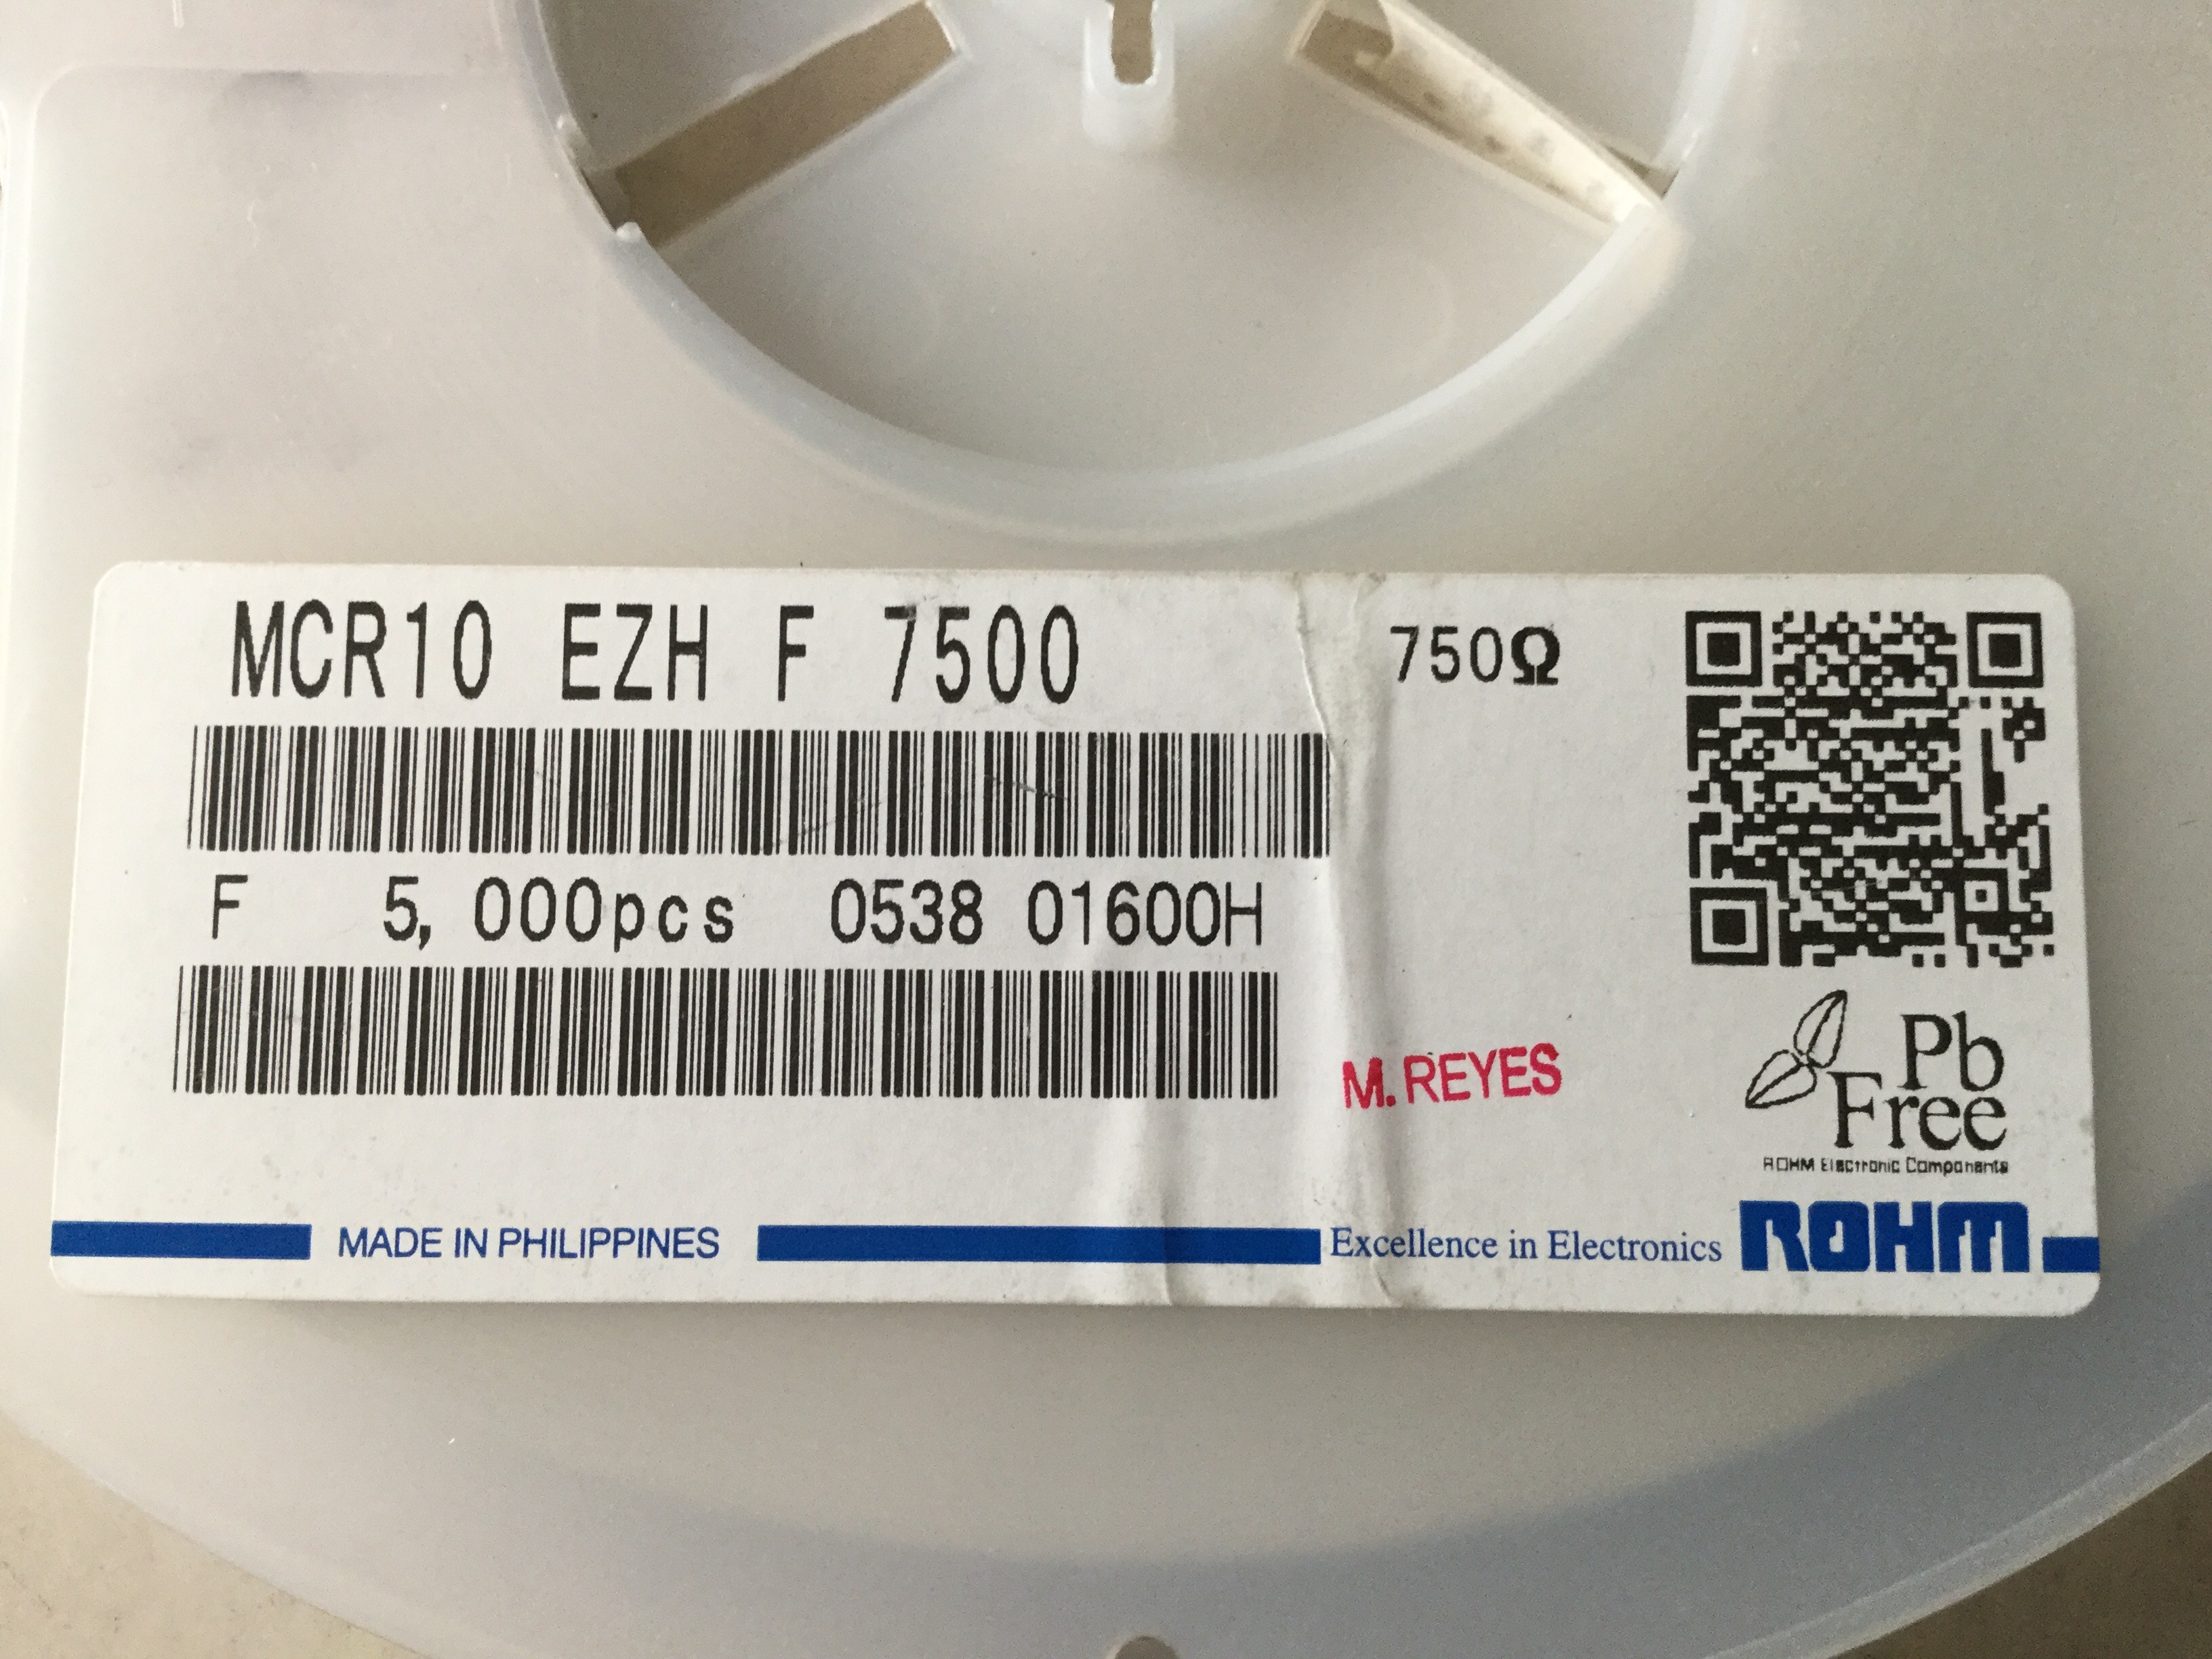 MCR10 EZH F 7500
750Ω
F 5,000pcs 0538 01600H
M. REYES
Pb
Free
ROHM Electronic Components
MADE IN PHILIPPINES
Excellence in Electronics ROHM